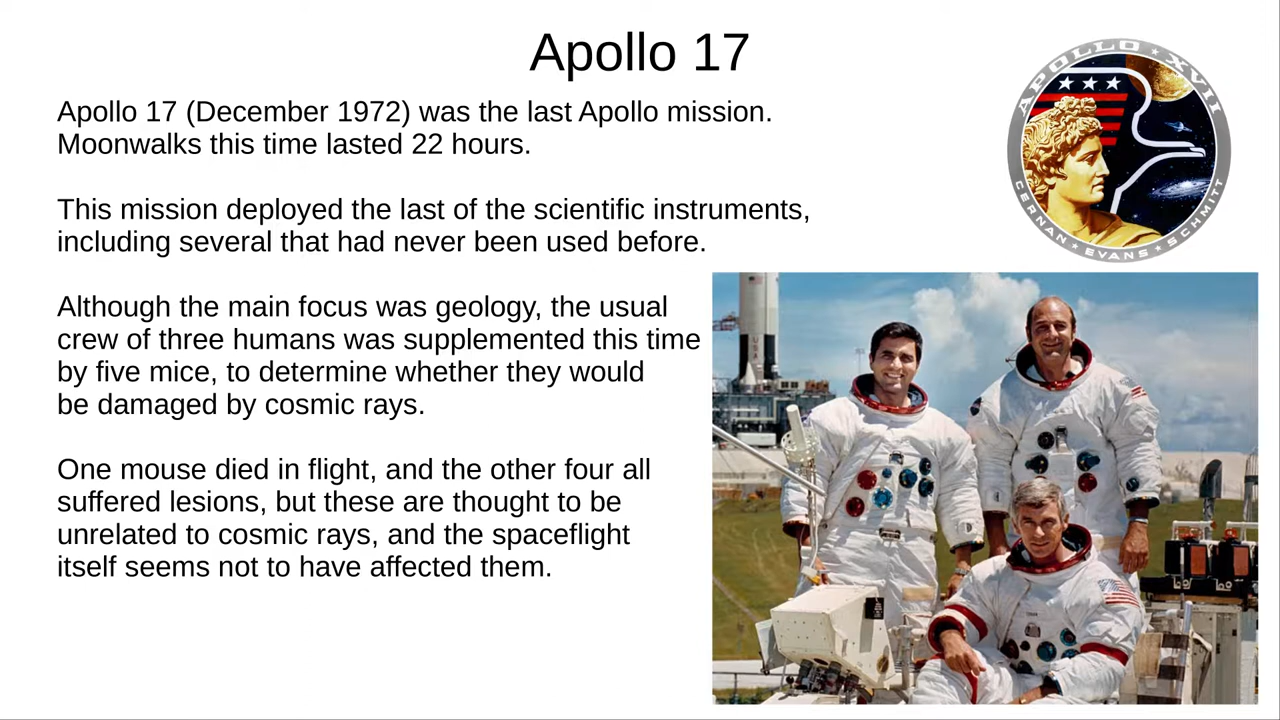 Apollo 17
APOLLO ★ XVII
CERNAN ★ EVANS ★ SCHMITT
Apollo 17 (December 1972) was the last Apollo mission.
Moonwalks this time lasted 22 hours.
This mission deployed the last of the scientific instruments,
including several that had never been used before.
Although the main focus was geology, the usual
crew of three humans was supplemented this time
by five mice, to determine whether they would
be damaged by cosmic rays.
One mouse died in flight, and the other four all
suffered lesions, but these are thought to be
unrelated to cosmic rays, and the spaceflight
itself seems not to have affected them.
USA